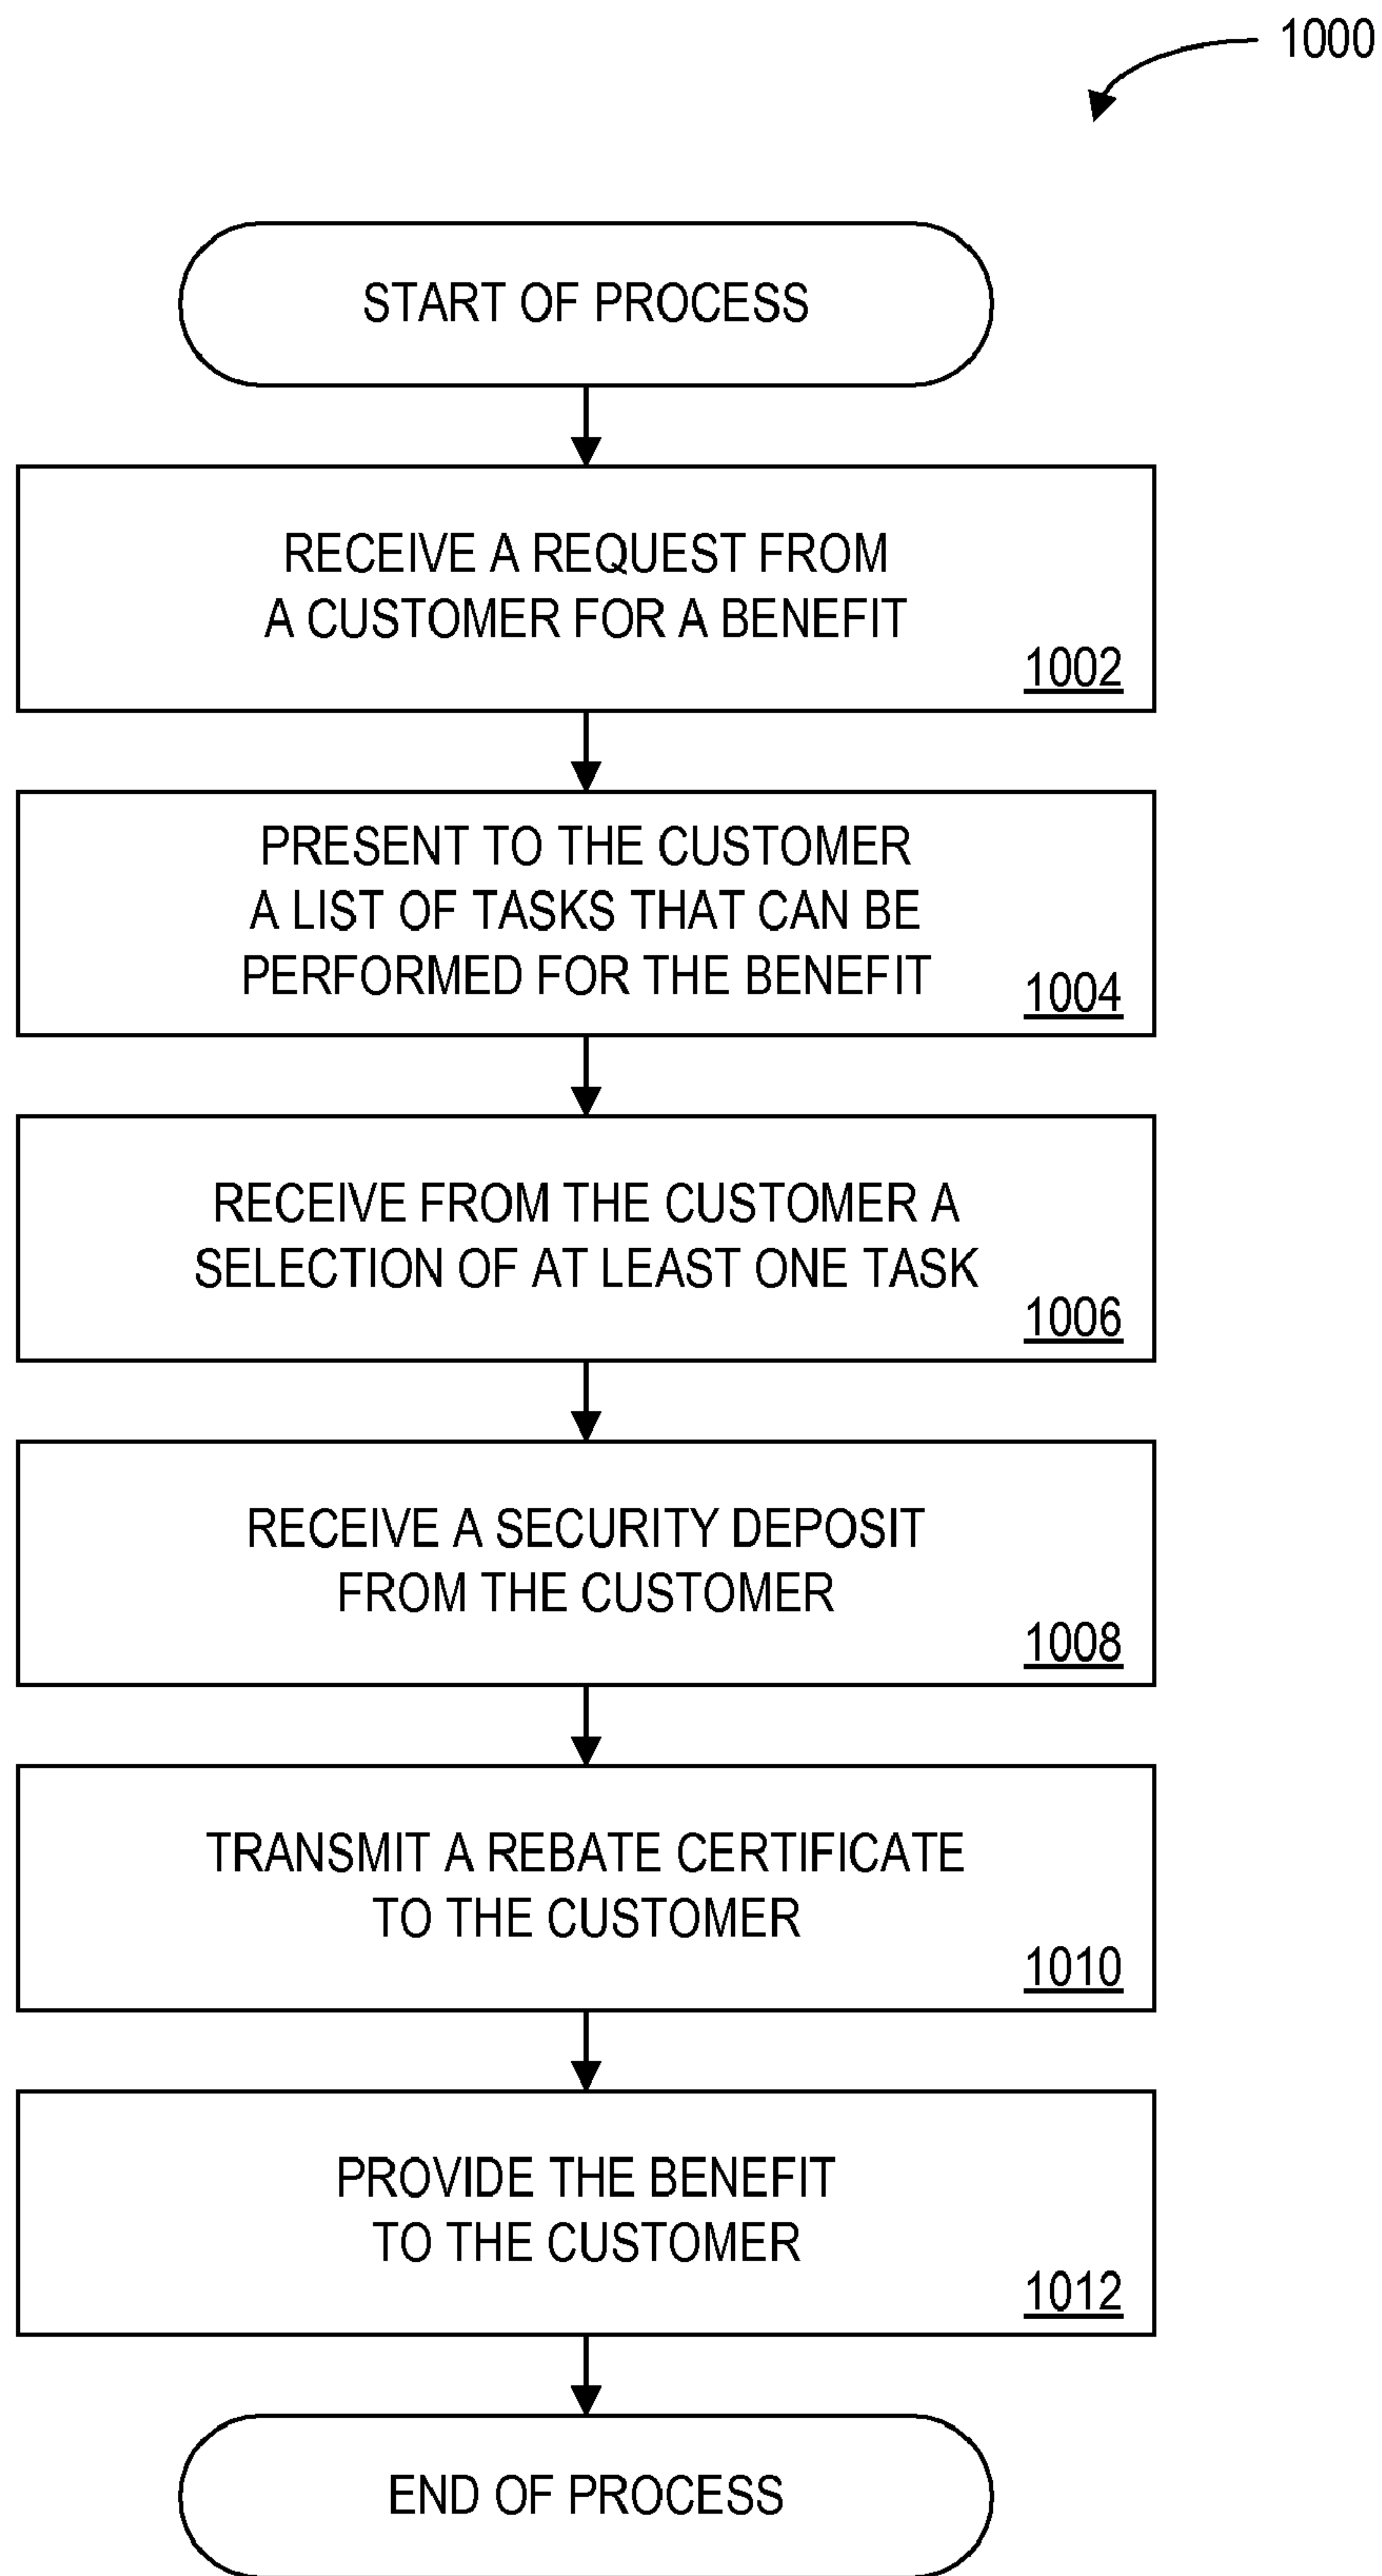 1000
START OF PROCESS
RECEIVE A REQUEST FROM
A CUSTOMER FOR A BENEFIT
1002
PRESENT TO THE CUSTOMER
A LIST OF TASKS THAT CAN BE
PERFORMED FOR THE BENEFIT
1004
RECEIVE FROM THE CUSTOMER A
SELECTION OF AT LEAST ONE TASK
1006
RECEIVE A SECURITY DEPOSIT
FROM THE CUSTOMER
1008
TRANSMIT A REBATE CERTIFICATE
TO THE CUSTOMER
1010
PROVIDE THE BENEFIT
TO THE CUSTOMER
1012
END OF PROCESS